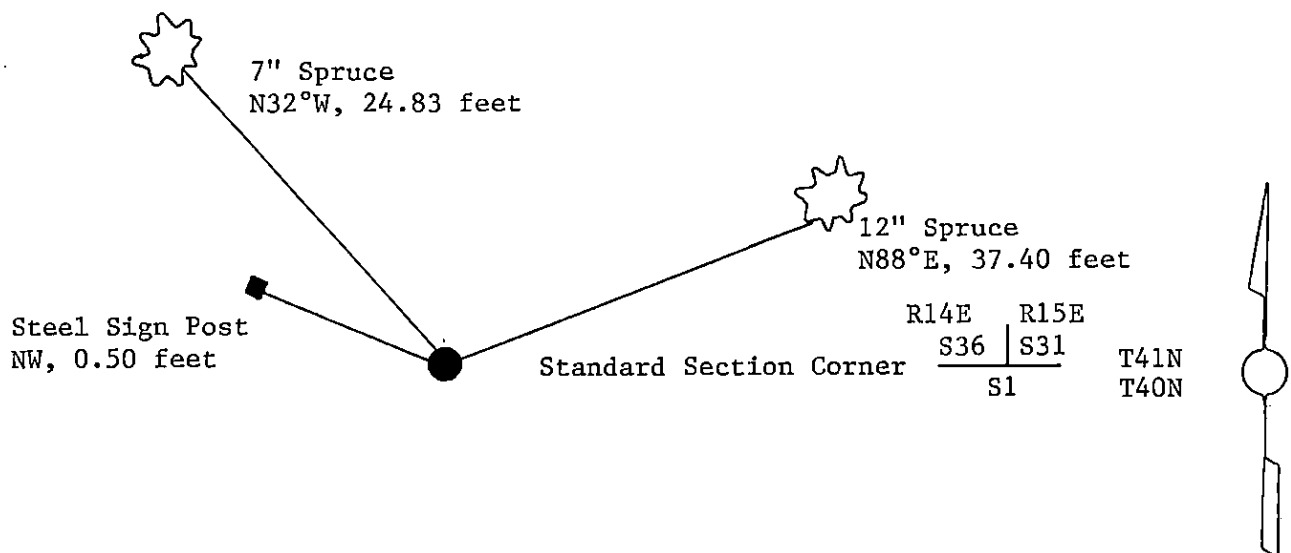 7" Spruce
N32°W, 24.83 feet
12" Spruce
N88°E, 37.40 feet
Steel Sign Post
NW, 0.50 feet
Standard Section Corner
R14E R15E
S36 S31
S1
T41N
T40N